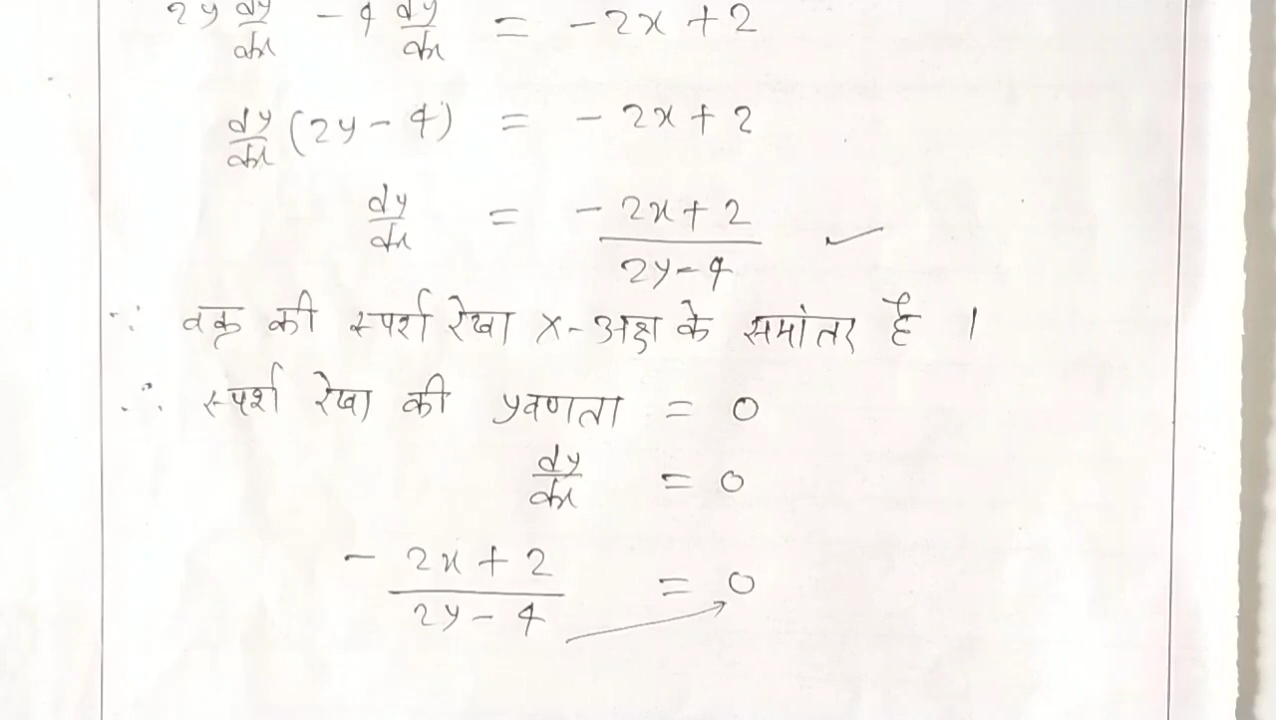 2y dy/dx - 4 dy/dx = - 2x + 2
dy/dx (2y - 4) = - 2x + 2
dy/dx = - 2x + 2 / 2y - 4 ✓
∵ वक्र की स्पर्श रेखा x-अक्ष के समांतर है ।
∴ स्पर्श रेखा की प्रवणता = 0
dy/dx = 0
- 2x + 2 / 2y - 4 = 0